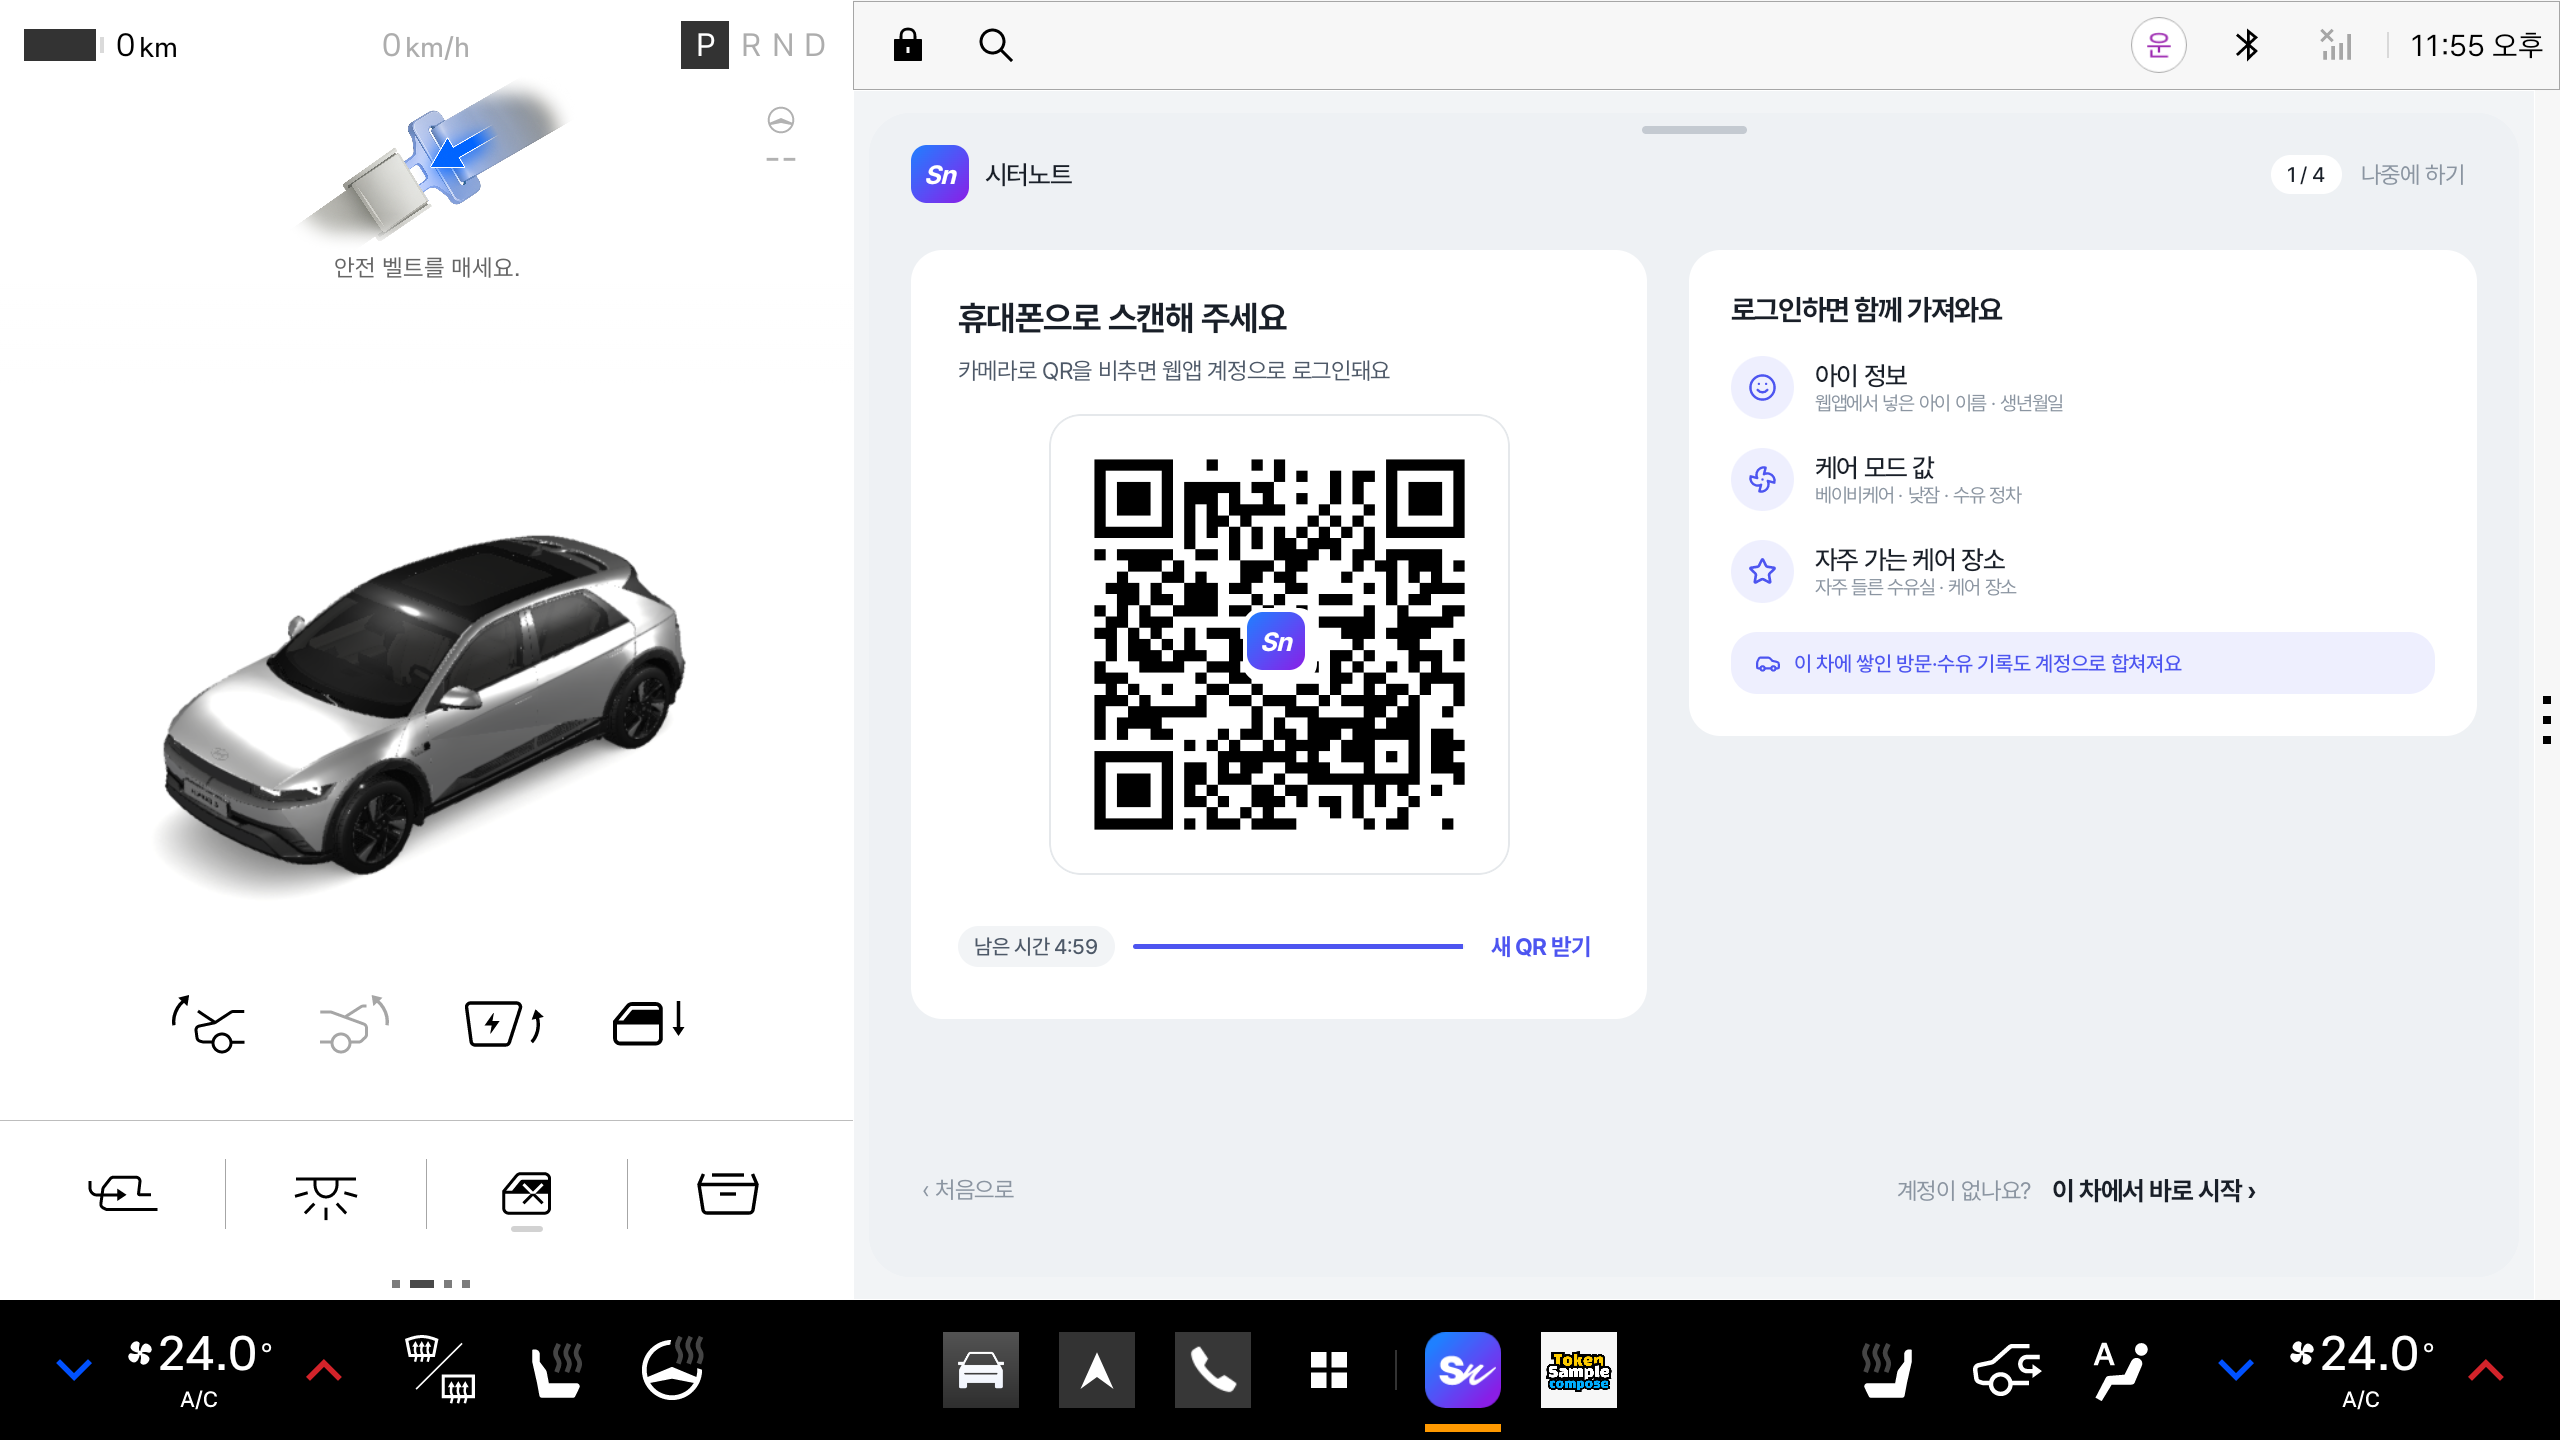 0 km
0 km/h
P R N D
안전 벨트를 매세요.
운
11:55 오후
Sn 시터노트
1 / 4 나중에 하기
휴대폰으로 스캔해 주세요
카메라로 QR을 비추면 웹앱 계정으로 로그인돼요
Sn
남은 시간 4:59
새 QR 받기
로그인하면 함께 가져와요
아이 정보
웹앱에서 넣은 아이 이름 · 생년월일
케어 모드 값
베이비케어 · 낮잠 · 수유 정차
자주 가는 케어 장소
자주 들른 수유실 · 케어 장소
이 차에 쌓인 방문·수유 기록도 계정으로 합쳐져요
‹ 처음으로
계정이 없나요? 이 차에서 바로 시작 ›
24.0°
A/C
Sn
Token
Sample
compose
A
24.0°
A/C